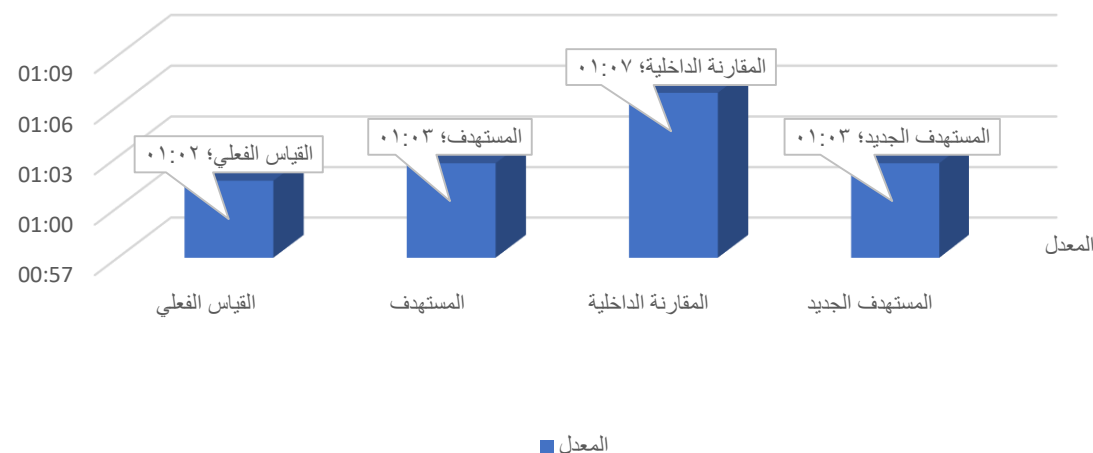 01:09
01:06
01:03
01:00
00:57
القياس الفعلي؛ ٠١:٠٢
المستهدف؛ ٠١:٠٣
المقارنة الداخلية؛ ٠١:٠٧
المستهدف الجديد؛ ٠١:٠٣
المعدل
القياس الفعلي
المستهدف
المقارنة الداخلية
المستهدف الجديد
المعدل